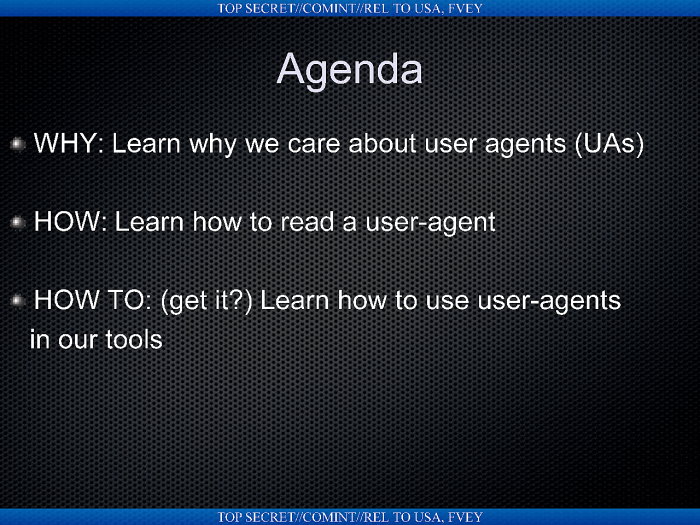 TOP SECRET//COMINT//REL TO USA, FVEY
Agenda
WHY: Learn why we care about user agents (UAs)
HOW: Learn how to read a user-agent
HOW TO: (get it?) Learn how to use user-agents
in our tools
TOP SECRET//COMINT//REL TO USA, FVEY